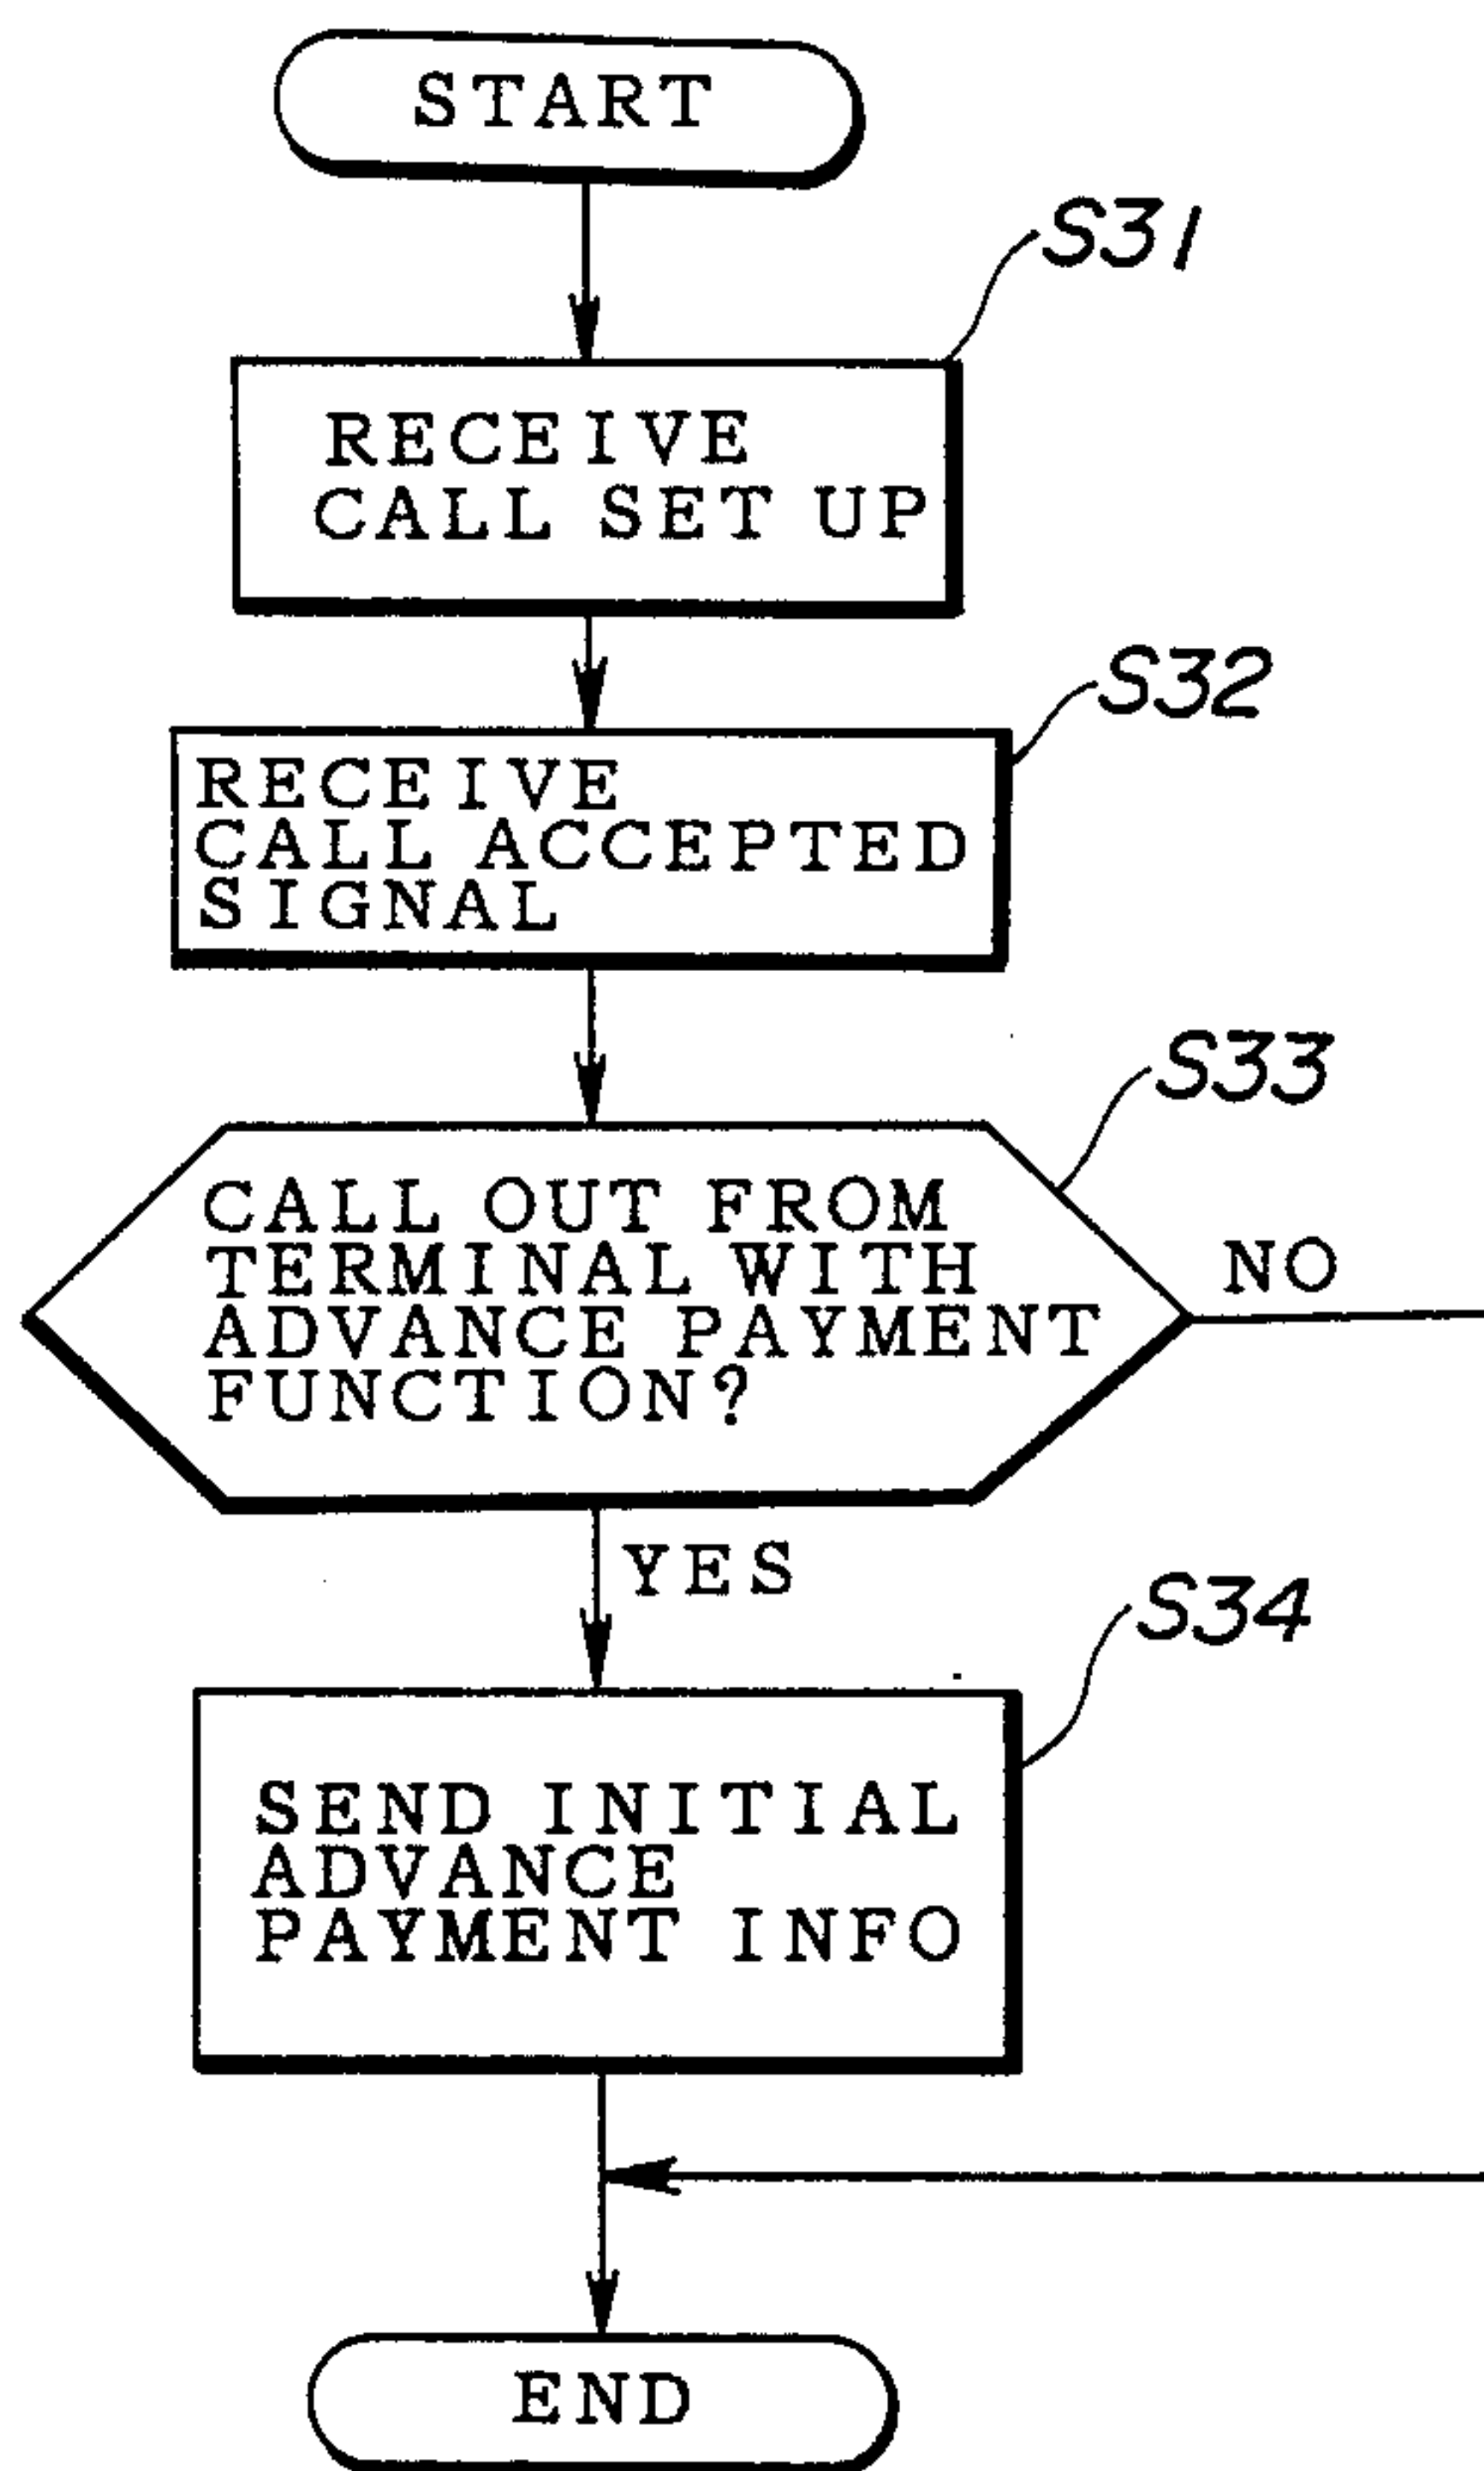 START
S31
RECEIVE
CALL SET UP
S32
RECEIVE
CALL ACCEPTED
SIGNAL
S33
CALL OUT FROM
TERMINAL WITH
ADVANCE PAYMENT
FUNCTION?
NO
YES
S34
SEND INITIAL
ADVANCE
PAYMENT INFO
END